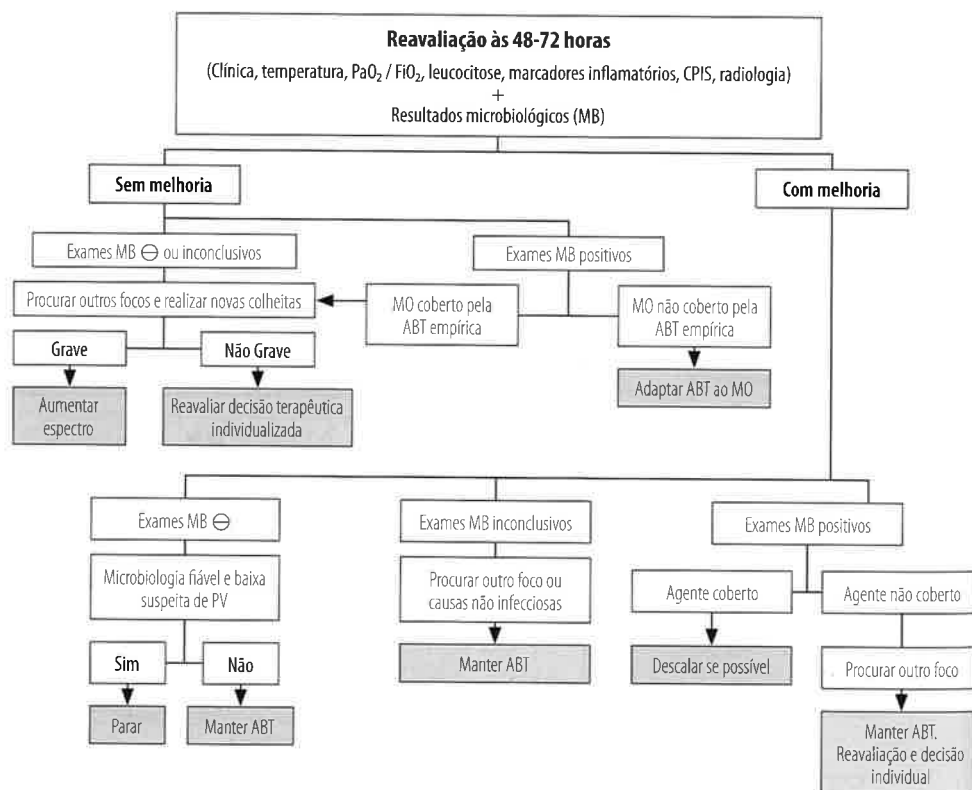 Reavaliação às 48-72 horas
(Clínica, temperatura, PaO₂ / FiO₂, leucocitose, marcadores inflamatórios, CPIS, radiologia)
+
Resultados microbiológicos (MB)
Sem melhoria
Com melhoria
Exames MB ⊖ ou inconclusivos
Exames MB positivos
Procurar outros focos e realizar novas colheitas
MO coberto pela
ABT empírica
MO não coberto pela
ABT empírica
Grave
Não Grave
Adaptar ABT ao MO
Aumentar
espectro
Reavaliar decisão terapêutica
individualizada
Exames MB ⊖
Exames MB inconclusivos
Exames MB positivos
Microbiologia fiável e baixa
suspeita de PV
Procurar outro foco ou
causas não infecciosas
Agente coberto
Agente não coberto
Sim
Não
Manter ABT
Descalar se possível
Procurar outro foco
Parar
Manter ABT
Manter ABT.
Reavaliação e decisão
individual